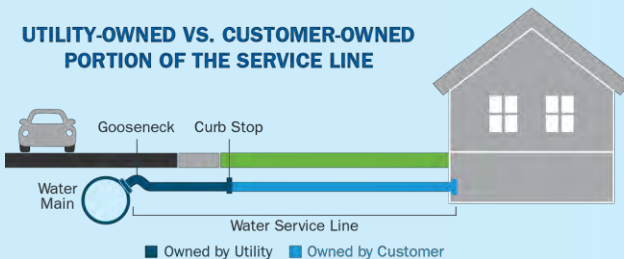 UTILITY-OWNED VS. CUSTOMER-OWNED
PORTION OF THE SERVICE LINE
Gooseneck
Curb Stop
Water
Main
Water Service Line
Owned by Utility
Owned by Customer